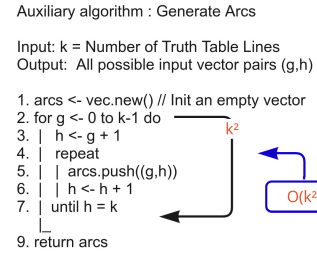 Auxiliary algorithm : Generate Arcs
Input: k = Number of Truth Table Lines
Output:  All possible input vector pairs (g,h)
1. arcs <- vec.new() // Init an empty vector
2. for g <- 0 to k-1 do
k²
3. | h <- g + 1
4. | repeat
5. | | arcs.push((g,h))
6. | | h <- h + 1
O(k²
7. | until h = k
|_
9. return arcs